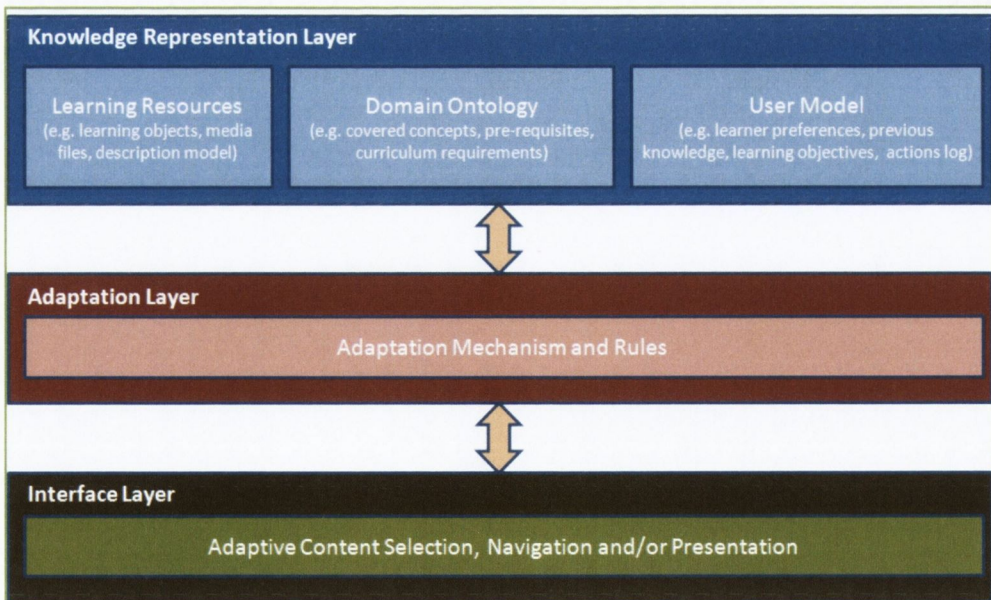 Knowledge Representation Layer
Learning Resources
(e.g. learning objects, media
files, description model)
Domain Ontology
(e.g. covered concepts, pre-requisites,
curriculum requirements)
User Model
(e.g. learner preferences, previous
knowledge, learning objectives, actions log)
Adaptation Layer
Adaptation Mechanism and Rules
Interface Layer
Adaptive Content Selection, Navigation and/or Presentation